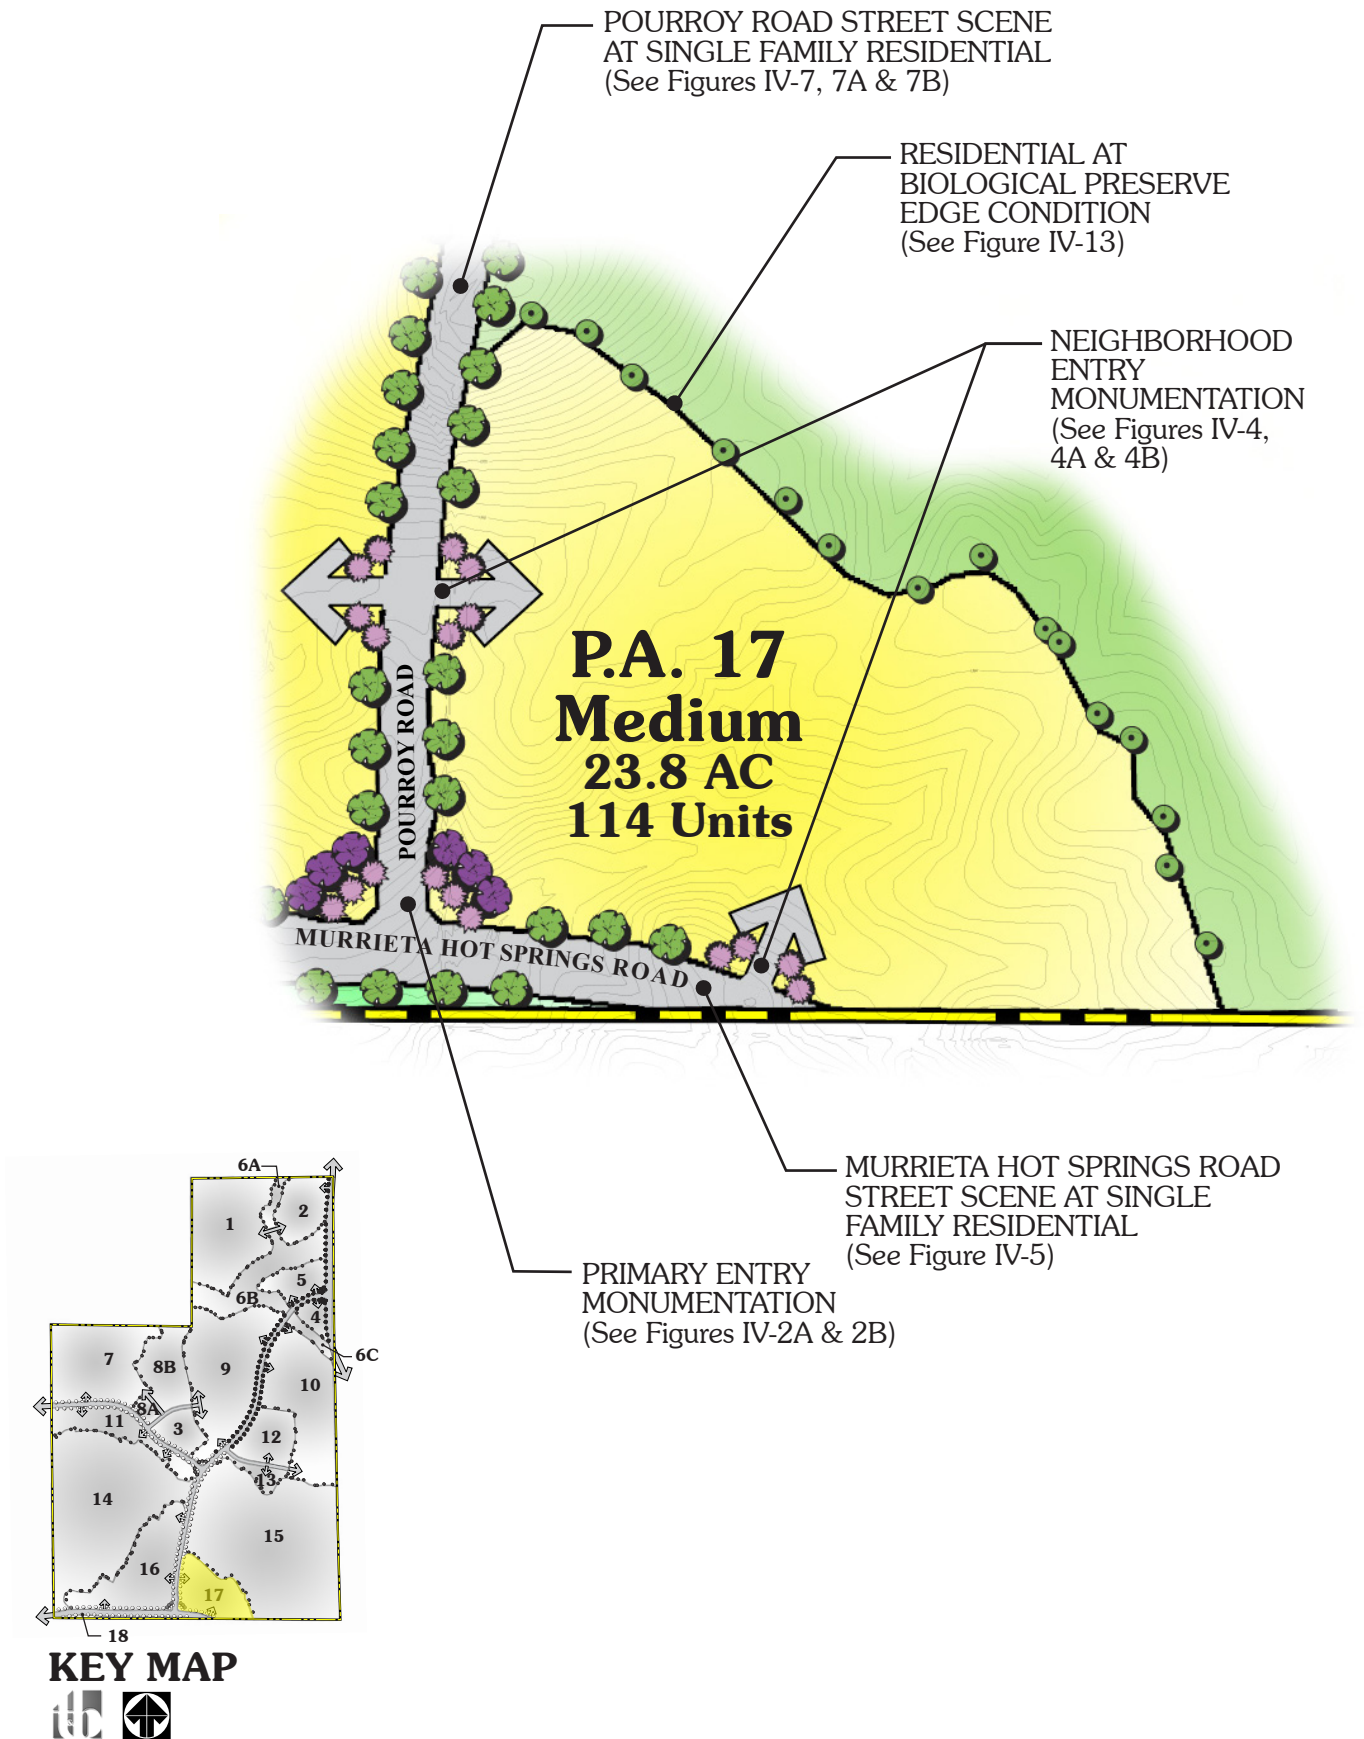 POURROY ROAD STREET SCENE
AT SINGLE FAMILY RESIDENTIAL
(See Figures IV-7, 7A & 7B)
RESIDENTIAL AT
BIOLOGICAL PRESERVE
EDGE CONDITION
(See Figure IV-13)
NEIGHBORHOOD
ENTRY
MONUMENTATION
(See Figures IV-4,
4A & 4B)
P.A. 17
Medium
23.8 AC
114 Units
POURROY ROAD
MURRIETA HOT SPRINGS ROAD
MURRIETA HOT SPRINGS ROAD
STREET SCENE AT SINGLE
FAMILY RESIDENTIAL
(See Figure IV-5)
PRIMARY ENTRY
MONUMENTATION
(See Figures IV-2A & 2B)
6A
1
2
5
6B
4
6C
7
8B
9
10
8A
11
3
12
13
14
15
16
17
18
KEY MAP